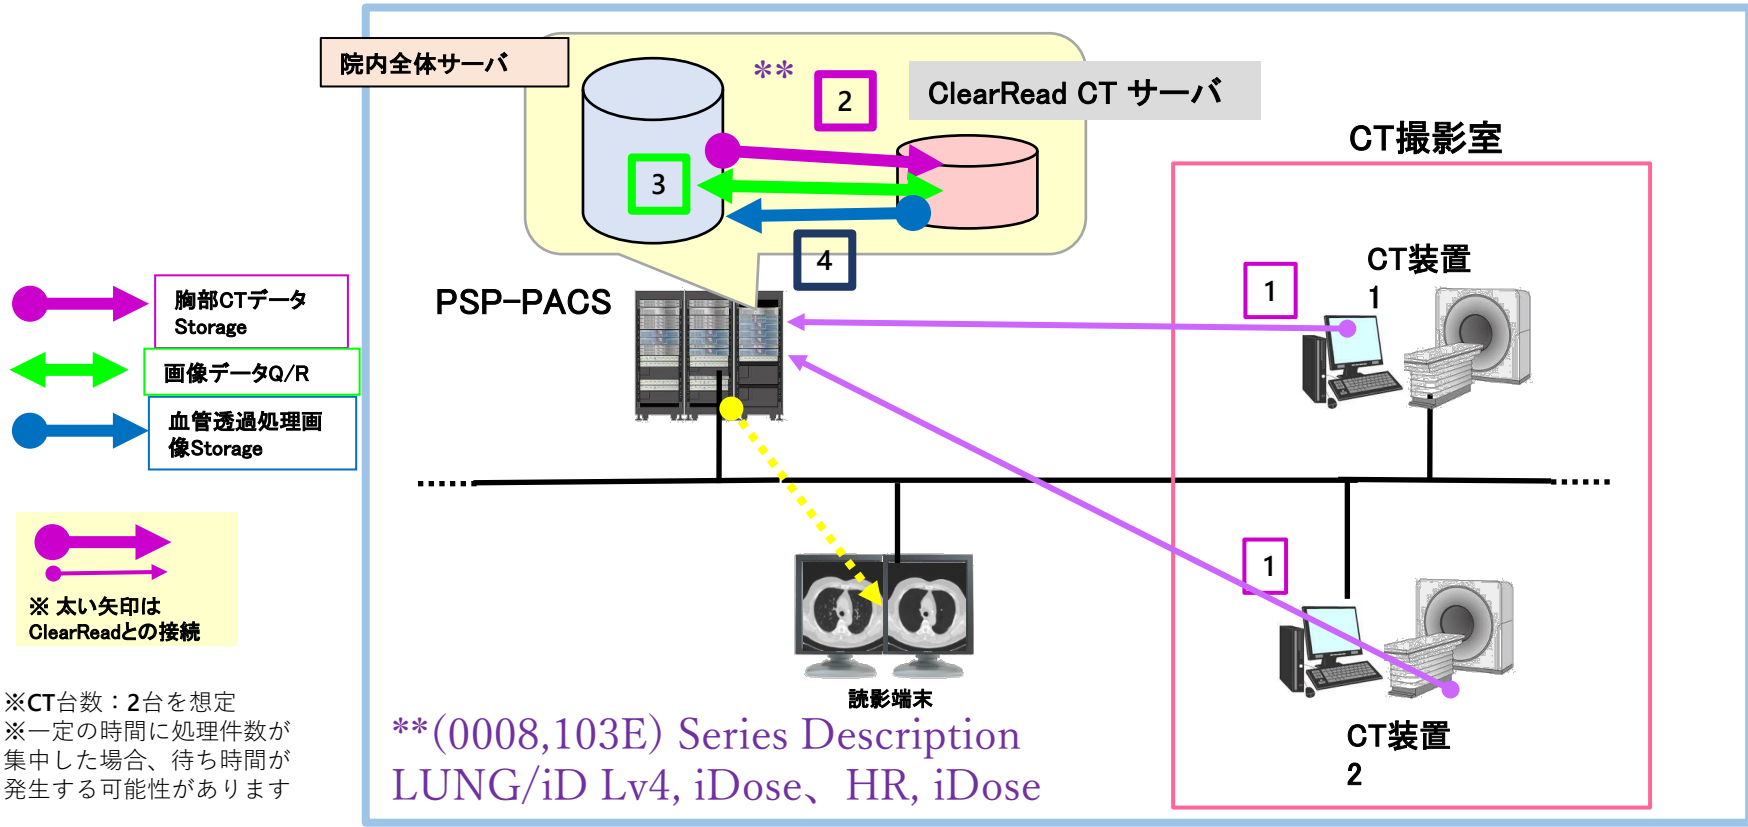 院内全体サーバ
**
2
ClearRead CT サーバ
3
4
CT撮影室
PSP-PACS
1
CT装置
1
胸部CTデータ
Storage
画像データQ/R
血管透過処理画
像Storage
※ 太い矢印は
ClearReadとの接続
1
読影端末
CT装置
2
※CT台数：2台を想定
※一定の時間に処理件数が
集中した場合、待ち時間が
発生する可能性があります
**(0008,103E) Series Description
LUNG/iD Lv4, iDose、HR, iDose